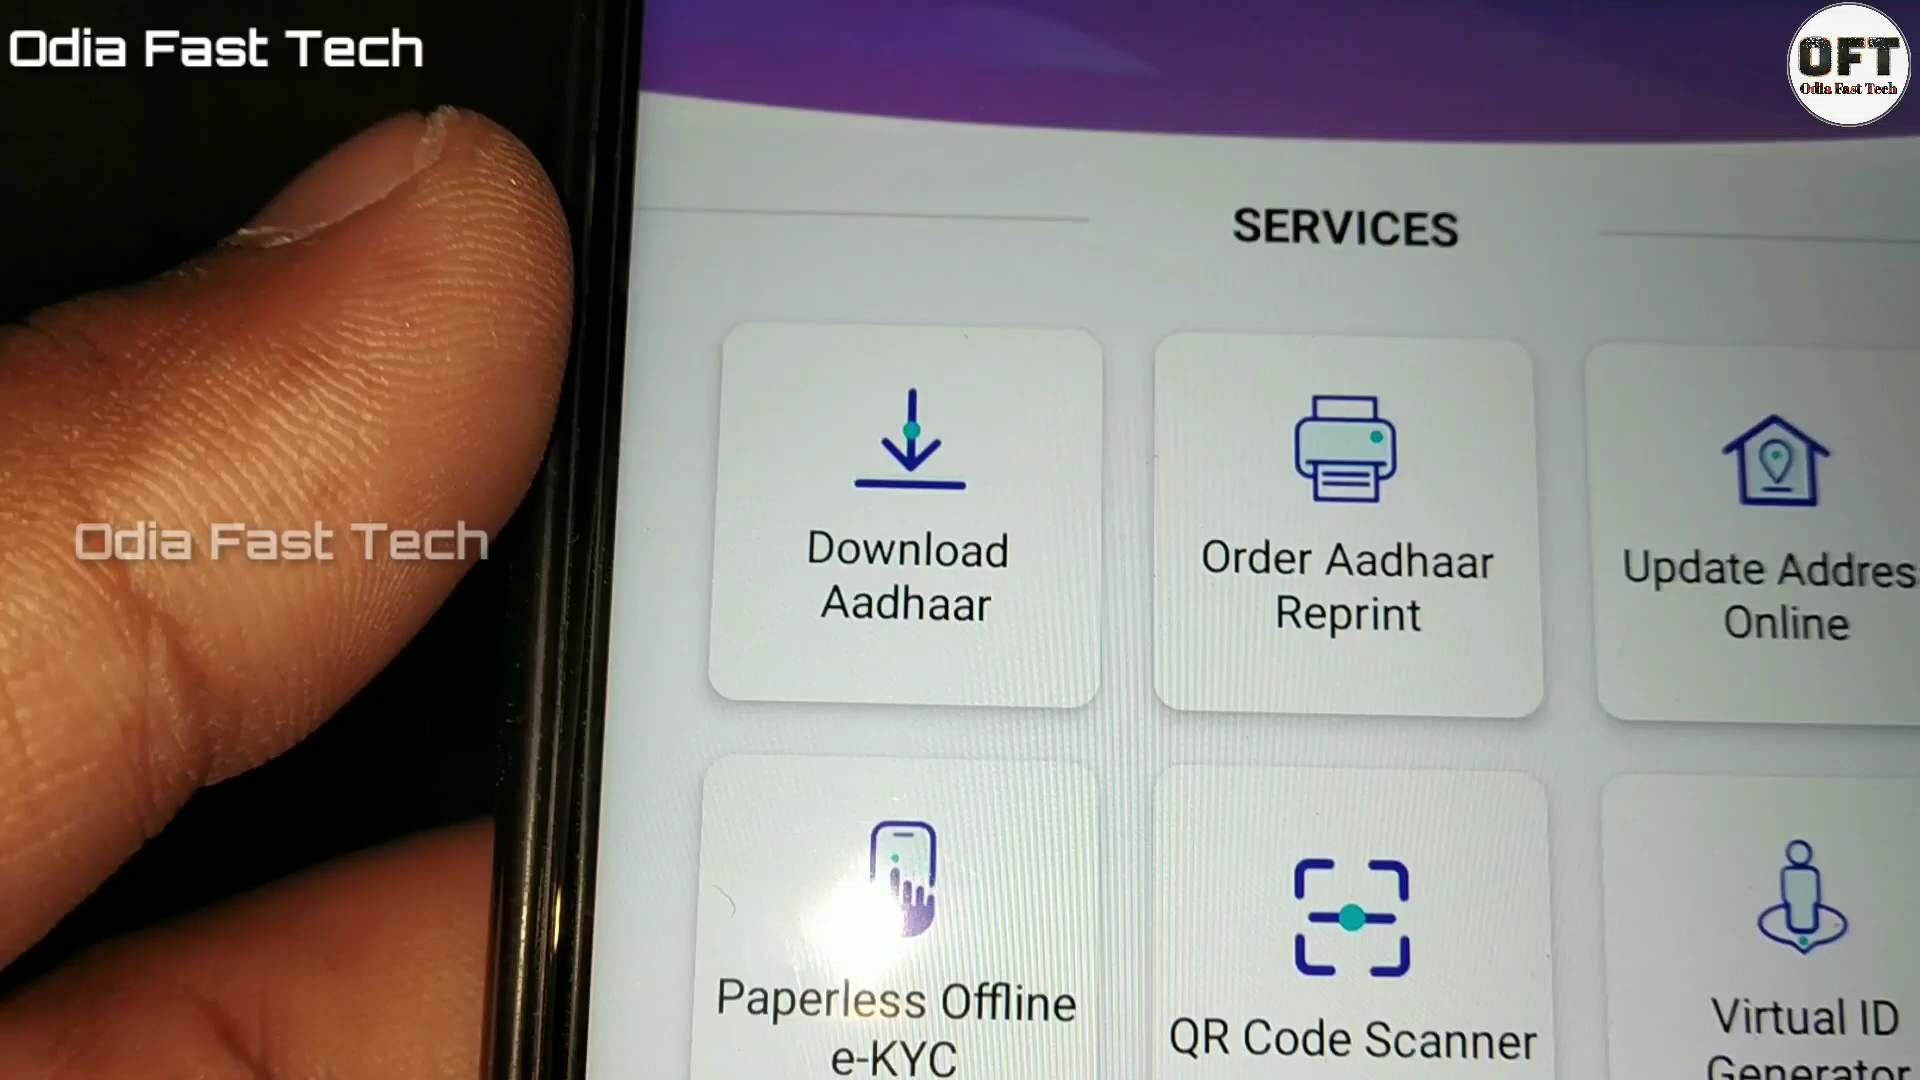 Odia Fast Tech
OFT
Odia Fast Tech
SERVICES
Download
Aadhaar
Order Aadhaar
Reprint
Update Addres
Online
Odia Fast Tech
Paperless Offline
e-KYC
QR Code Scanner
Virtual ID
Generator